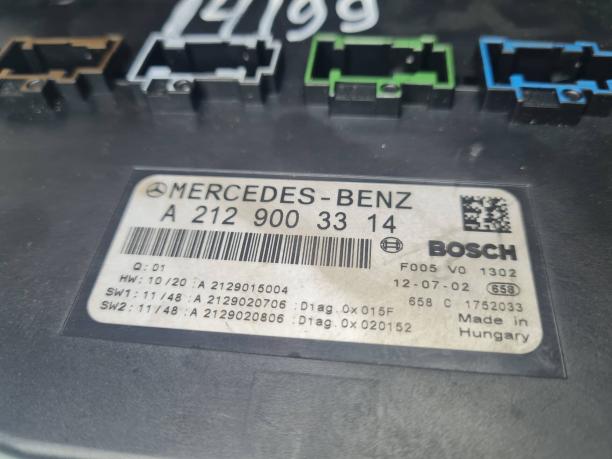 14199
MERCEDES-BENZ
A 212 900 33 14
BOSCH
Q: 01
F005 V0 1302
HW: 10/20 A 2129015004
12-07-02 658
SW1: 11/48 A 2129020706 :Diag.0x015F
658 C 1752033
SW2: 11/48 :A 2129020806 :Diag.0x020152
Made in
Hungary